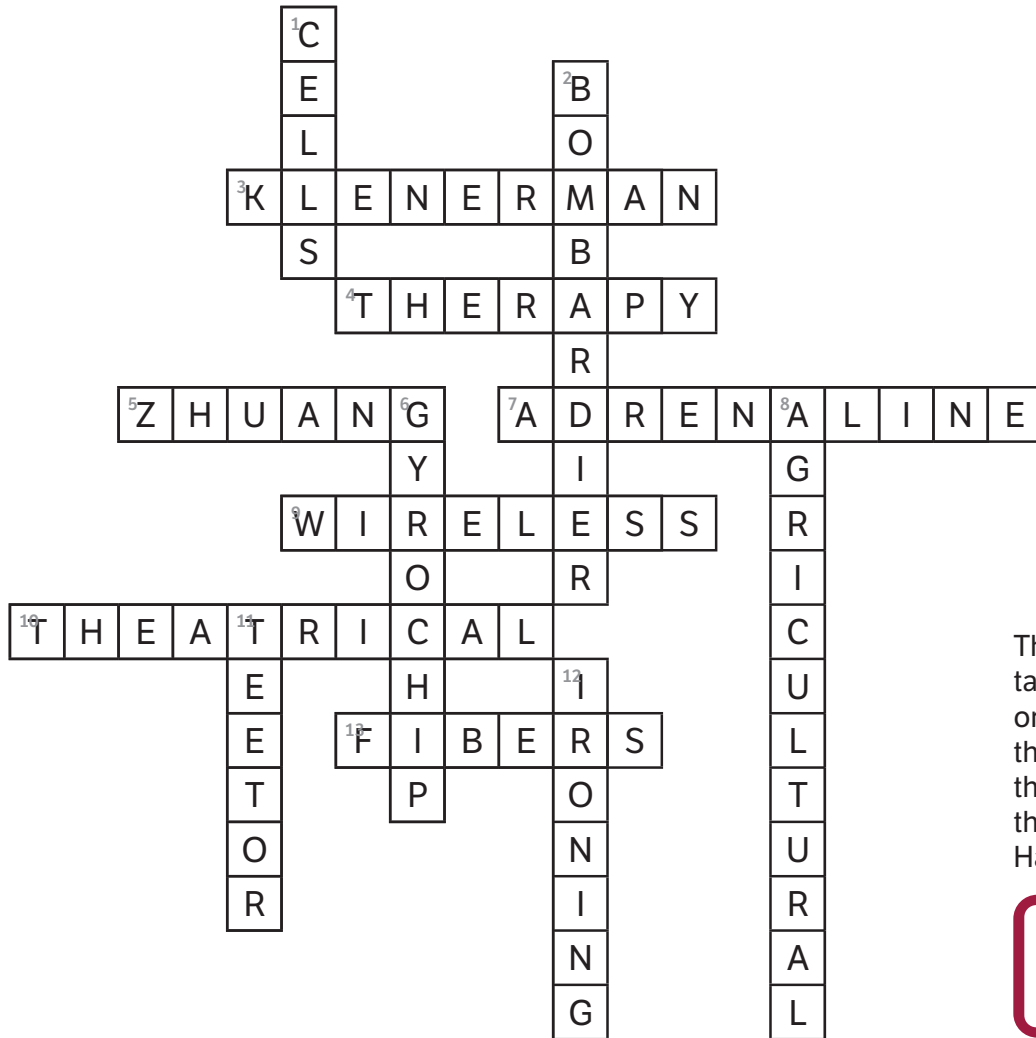 1 CELLS
2 BOMBARDIER
3 KLENERMAN
4 THERAPY
5 ZHUANG
6 GYROCHIP
7 ADRENALINE
8 AGRICULTURAL
9 WIRELESS
10 THEATRICAL
11 TEETOR
12 IRONING
13 FIBERS